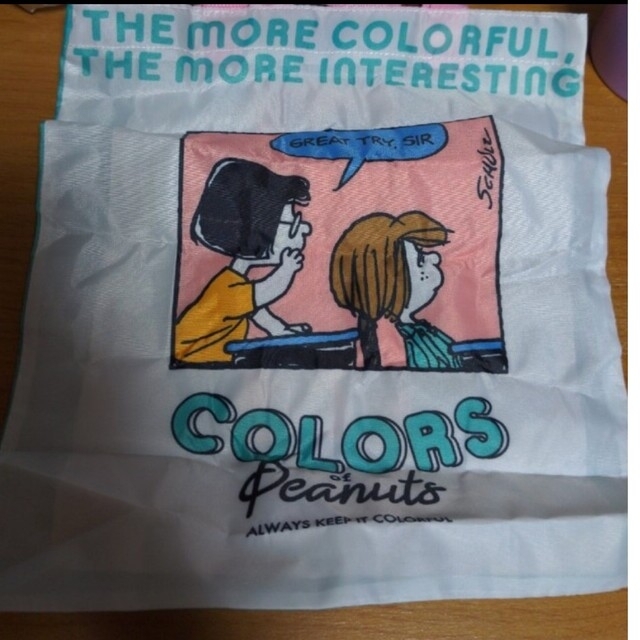 THE MORE COLORFUL,
THE MORE INTERESTING
GREAT TRY, SIR
SCHULZ
COLORS
of
Peanuts
ALWAYS KEEP IT COLORFUL